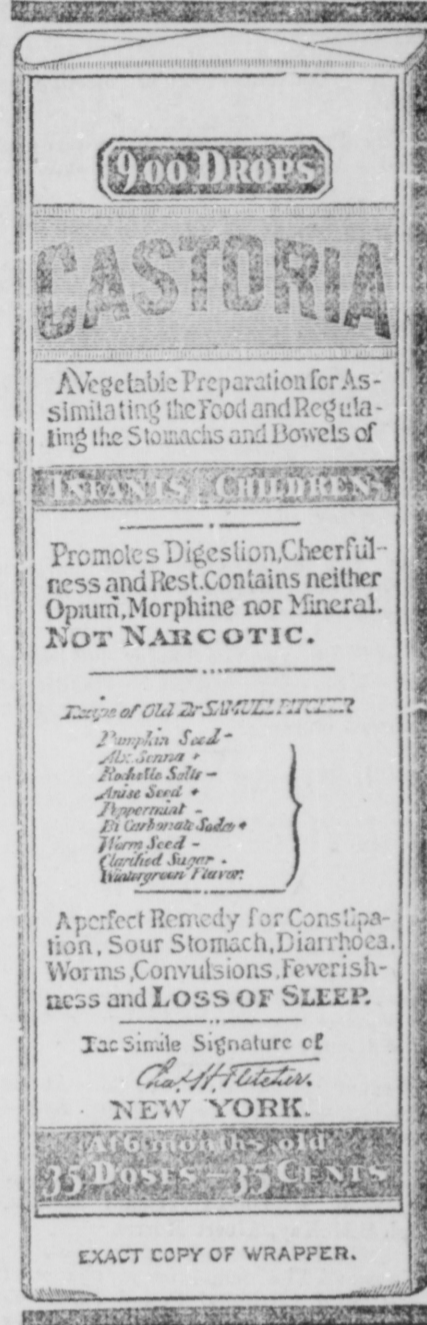 900 DROPS
CASTORIA
A Vegetable Preparation for As-
similating the Food and Regula-
ting the Stomachs and Bowels of
INFANTS CHILDREN
Promotes Digestion, Cheerful-
ness and Rest. Contains neither
Opium, Morphine nor Mineral.
NOT NARCOTIC.
Recipe of Old Dr SAMUEL PITCHER
Pumpkin Seed -
Alx. Senna +
Rochelle Salts -
Anise Seed +
Peppermint -
Bi Carbonate Soda +
Worm Seed -
Clarified Sugar .
Wintergreen Flavor.
A perfect Remedy for Constipa-
tion, Sour Stomach, Diarrhoea,
Worms, Convulsions, Feverish-
ness and LOSS OF SLEEP.
Fac Simile Signature of
Chas. H. Fletcher.
NEW YORK.
At 6 months old
35 DOSES - 35 CENTS
EXACT COPY OF WRAPPER.